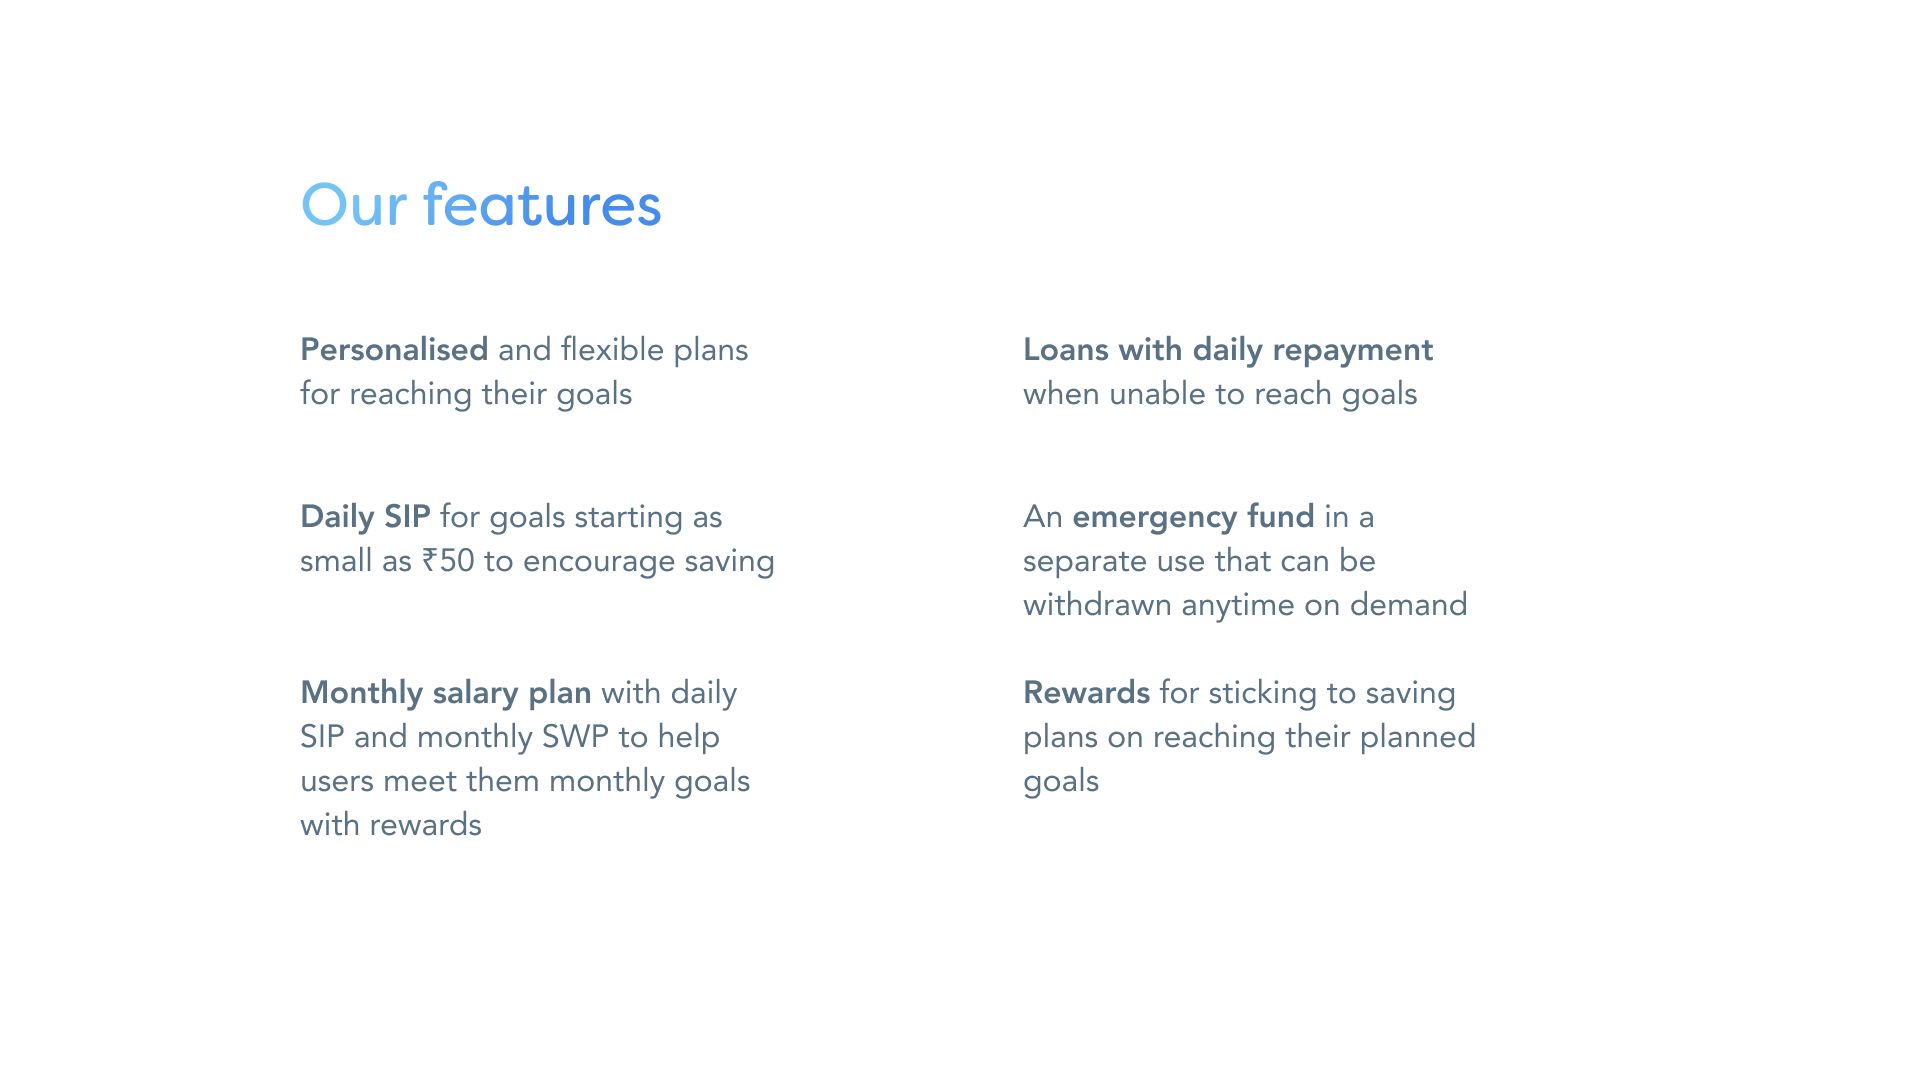 Our features
Personalised and flexible plans
for reaching their goals
Daily SIP for goals starting as
small as ₹50 to encourage saving
Monthly salary plan with daily
SIP and monthly SWP to help
users meet them monthly goals
with rewards
Loans with daily repayment
when unable to reach goals
An emergency fund in a
separate use that can be
withdrawn anytime on demand
Rewards for sticking to saving
plans on reaching their planned
goals